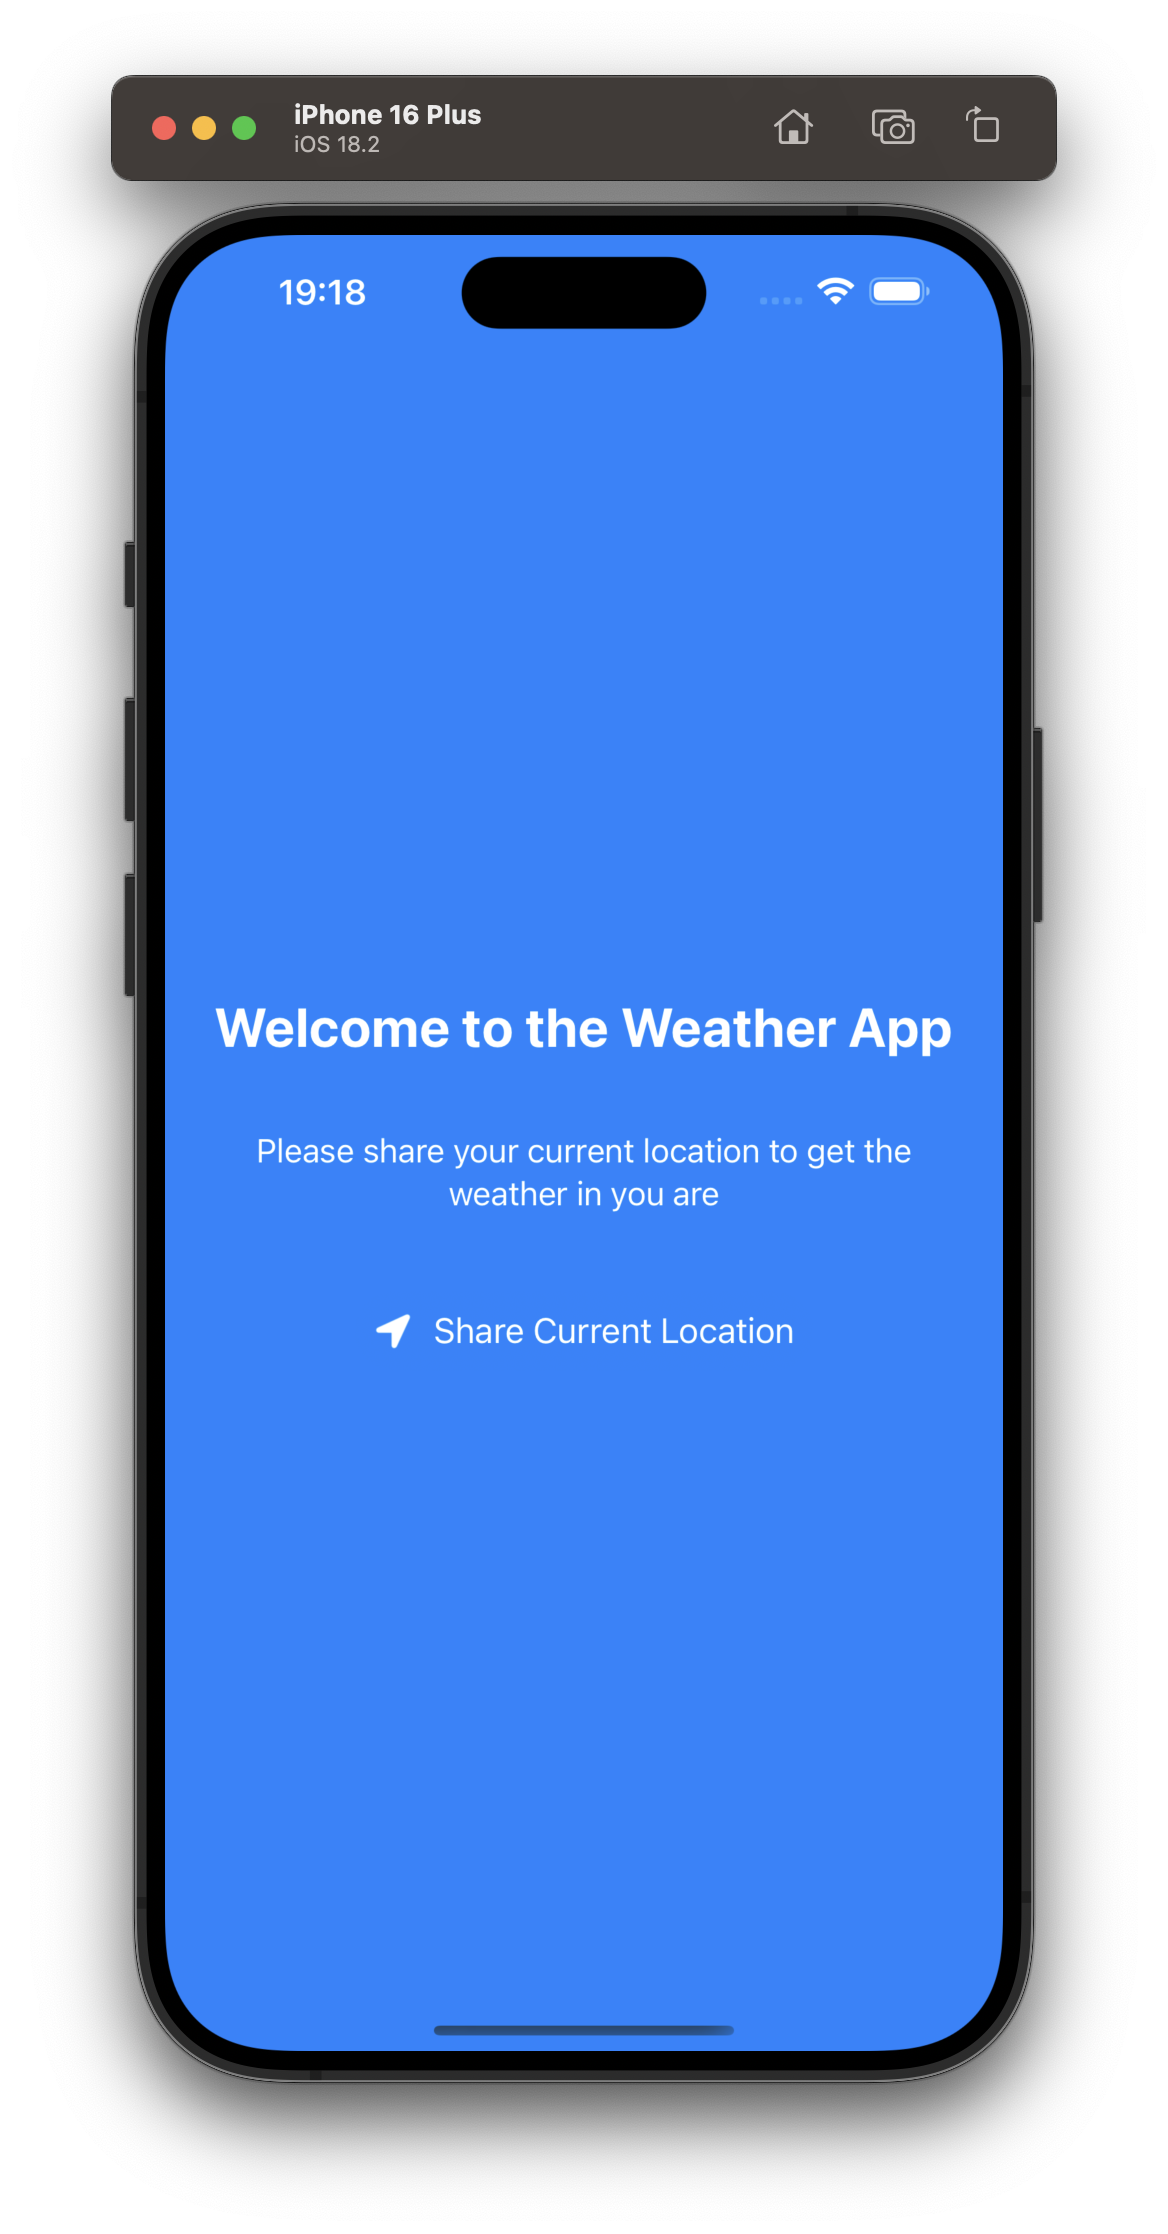 iPhone 16 Plus
iOS 18.2
19:18
Welcome to the Weather App
Please share your current location to get the
weather in you are
Share Current Location